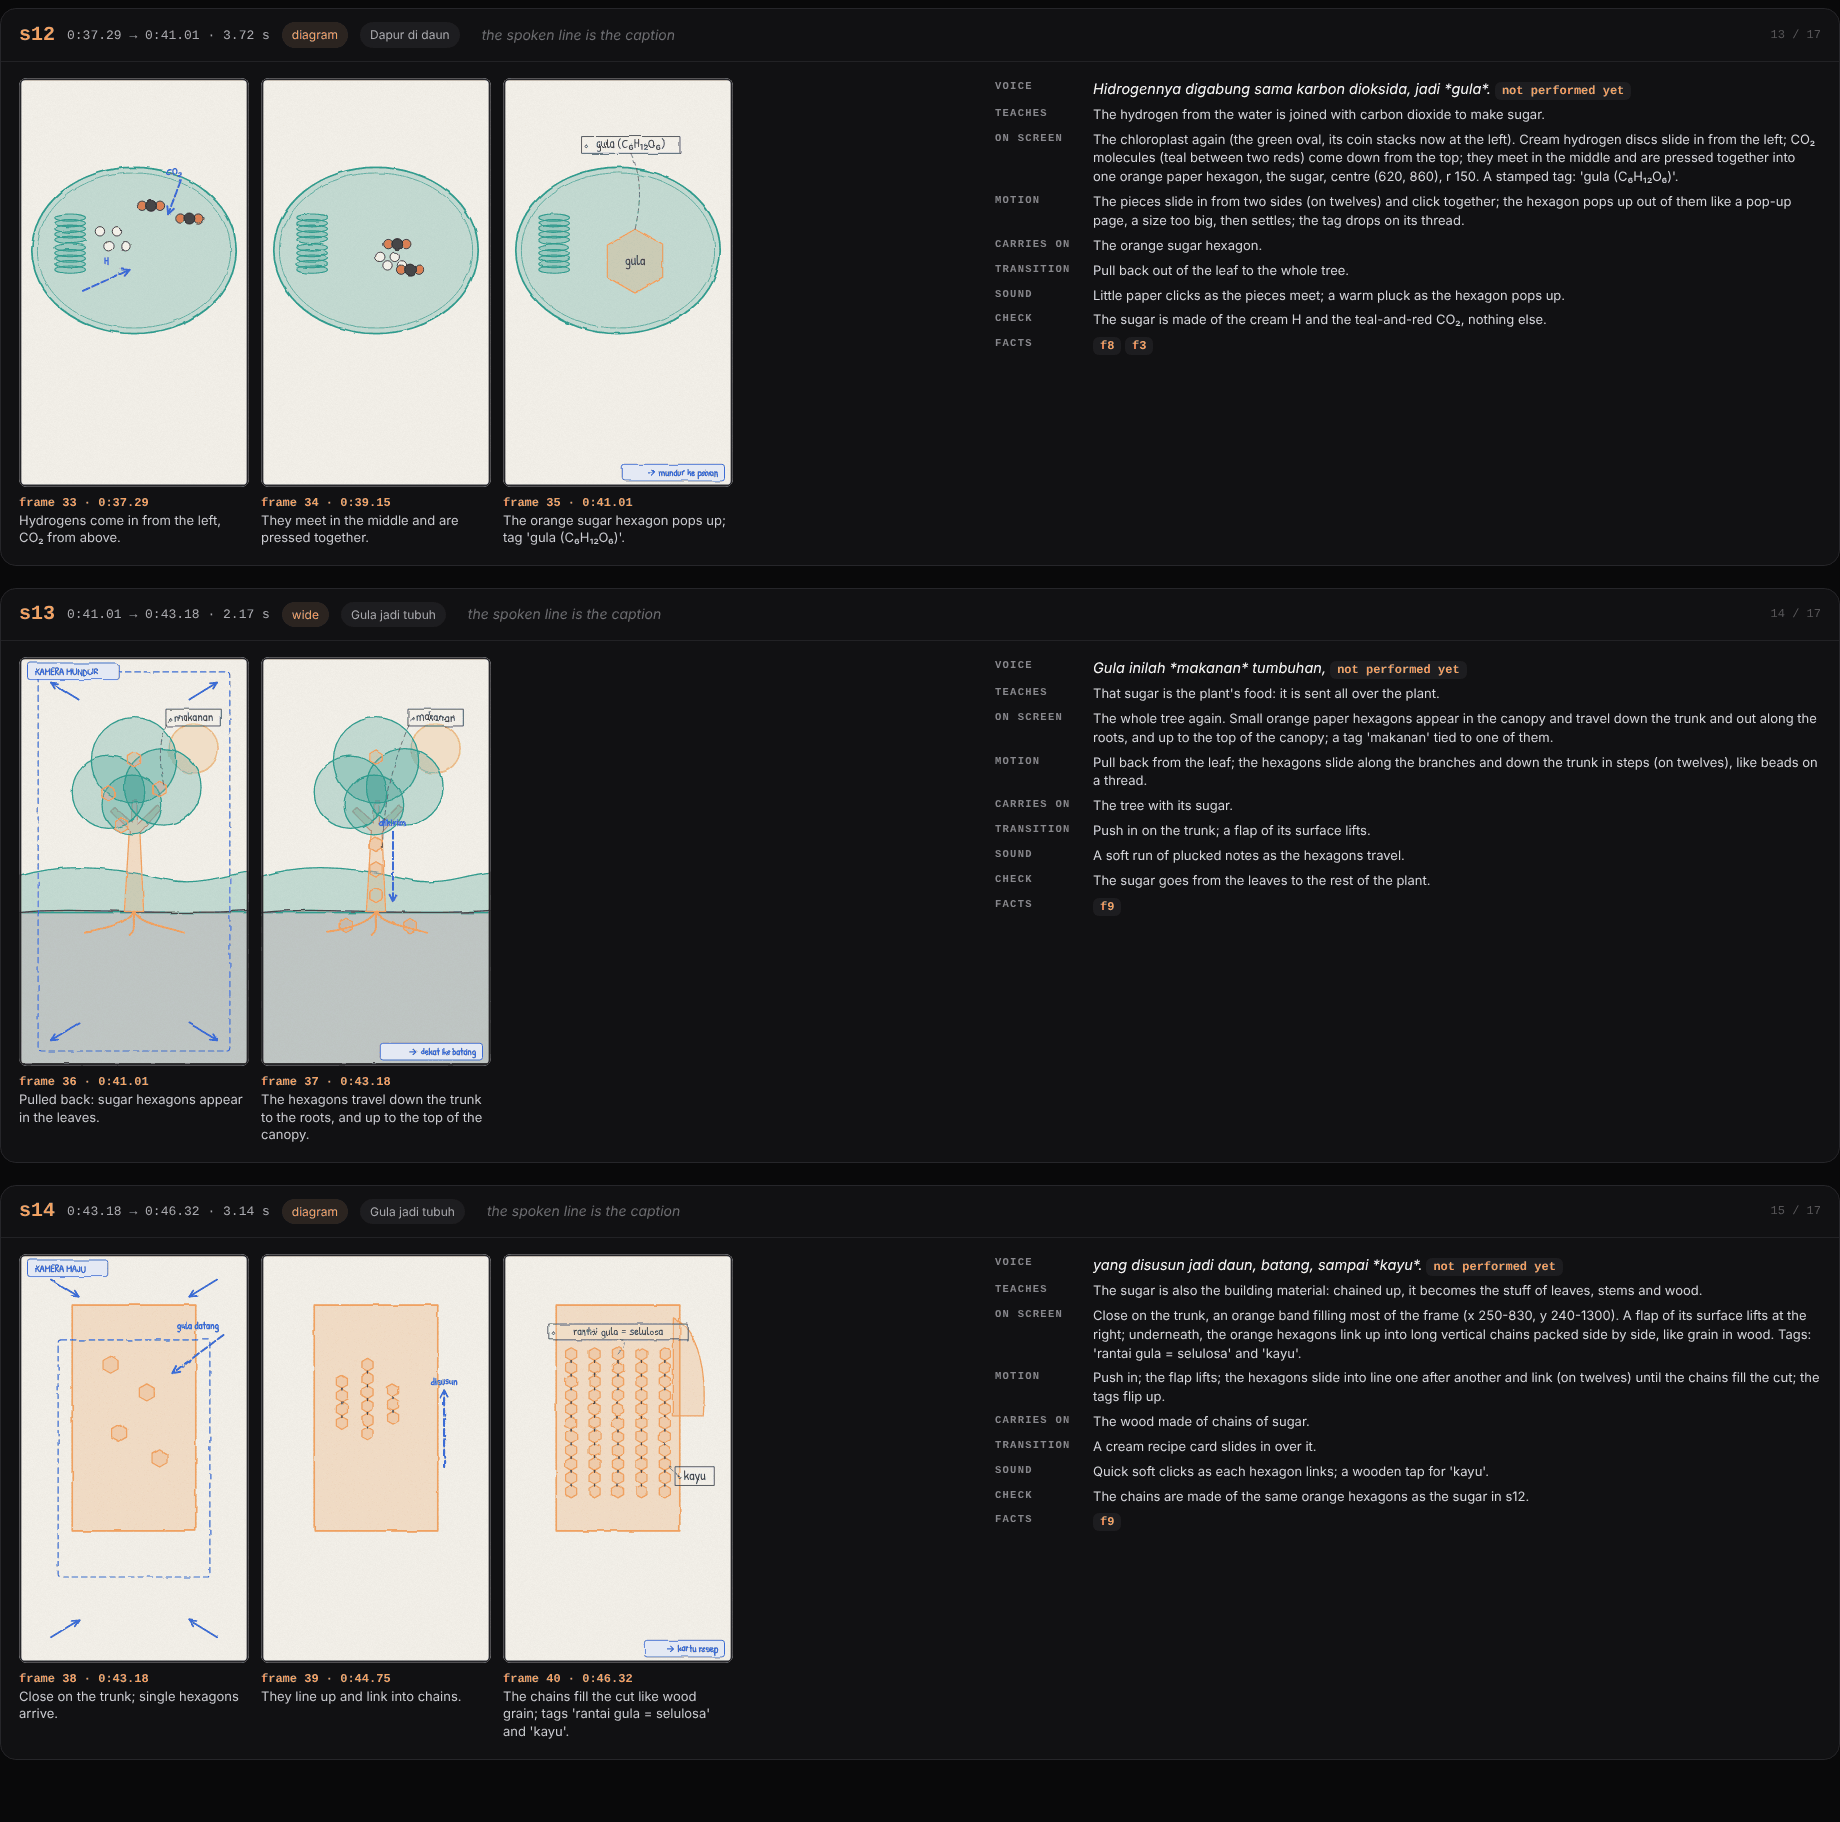 s12 0:37.29 → 0:41.01 · 3.72 s diagram Dapur di daun the spoken line is the caption 13 / 17
CO₂
H
gula (C₆H₁₂O₆)
gula
→ mundur ke pohon
frame 33 · 0:37.29
Hydrogens come in from the left,
CO₂ from above.
frame 34 · 0:39.15
They meet in the middle and are
pressed together.
frame 35 · 0:41.01
The orange sugar hexagon pops up;
tag 'gula (C₆H₁₂O₆)'.
VOICE Hidrogennya digabung sama karbon dioksida, jadi *gula*. not performed yet
TEACHES The hydrogen from the water is joined with carbon dioxide to make sugar.
ON SCREEN The chloroplast again (the green oval, its coin stacks now at the left). Cream hydrogen discs slide in from the left; CO₂
molecules (teal between two reds) come down from the top; they meet in the middle and are pressed together into
one orange paper hexagon, the sugar, centre (620, 860), r 150. A stamped tag: 'gula (C₆H₁₂O₆)'.
MOTION The pieces slide in from two sides (on twelves) and click together; the hexagon pops up out of them like a pop-up
page, a size too big, then settles; the tag drops on its thread.
CARRIES ON The orange sugar hexagon.
TRANSITION Pull back out of the leaf to the whole tree.
SOUND Little paper clicks as the pieces meet; a warm pluck as the hexagon pops up.
CHECK The sugar is made of the cream H and the teal-and-red CO₂, nothing else.
FACTS f8 f3
s13 0:41.01 → 0:43.18 · 2.17 s wide Gula jadi tubuh the spoken line is the caption 14 / 17
KAMERA MUNDUR
makanan
makanan
→ dekat ke batang
frame 36 · 0:41.01
Pulled back: sugar hexagons appear
in the leaves.
frame 37 · 0:43.18
The hexagons travel down the trunk
to the roots, and up to the top of the
canopy.
VOICE Gula inilah *makanan* tumbuhan, not performed yet
TEACHES That sugar is the plant's food: it is sent all over the plant.
ON SCREEN The whole tree again. Small orange paper hexagons appear in the canopy and travel down the trunk and out along the
roots, and up to the top of the canopy; a tag 'makanan' tied to one of them.
MOTION Pull back from the leaf; the hexagons slide along the branches and down the trunk in steps (on twelves), like beads on
a thread.
CARRIES ON The tree with its sugar.
TRANSITION Push in on the trunk; a flap of its surface lifts.
SOUND A soft run of plucked notes as the hexagons travel.
CHECK The sugar goes from the leaves to the rest of the plant.
FACTS f9
s14 0:43.18 → 0:46.32 · 3.14 s diagram Gula jadi tubuh the spoken line is the caption 15 / 17
KAMERA MAJU
gula datang
disusun
rantai gula = selulosa
kayu
→ kartu resep
frame 38 · 0:43.18
Close on the trunk; single hexagons
arrive.
frame 39 · 0:44.75
They line up and link into chains.
frame 40 · 0:46.32
The chains fill the cut like wood
grain; tags 'rantai gula = selulosa'
and 'kayu'.
VOICE yang disusun jadi daun, batang, sampai *kayu*. not performed yet
TEACHES The sugar is also the building material: chained up, it becomes the stuff of leaves, stems and wood.
ON SCREEN Close on the trunk, an orange band filling most of the frame (x 250-830, y 240-1300). A flap of its surface lifts at the
right; underneath, the orange hexagons link up into long vertical chains packed side by side, like grain in wood. Tags:
'rantai gula = selulosa' and 'kayu'.
MOTION Push in; the flap lifts; the hexagons slide into line one after another and link (on twelves) until the chains fill the cut; the
tags flip up.
CARRIES ON The wood made of chains of sugar.
TRANSITION A cream recipe card slides in over it.
SOUND Quick soft clicks as each hexagon links; a wooden tap for 'kayu'.
CHECK The chains are made of the same orange hexagons as the sugar in s12.
FACTS f9